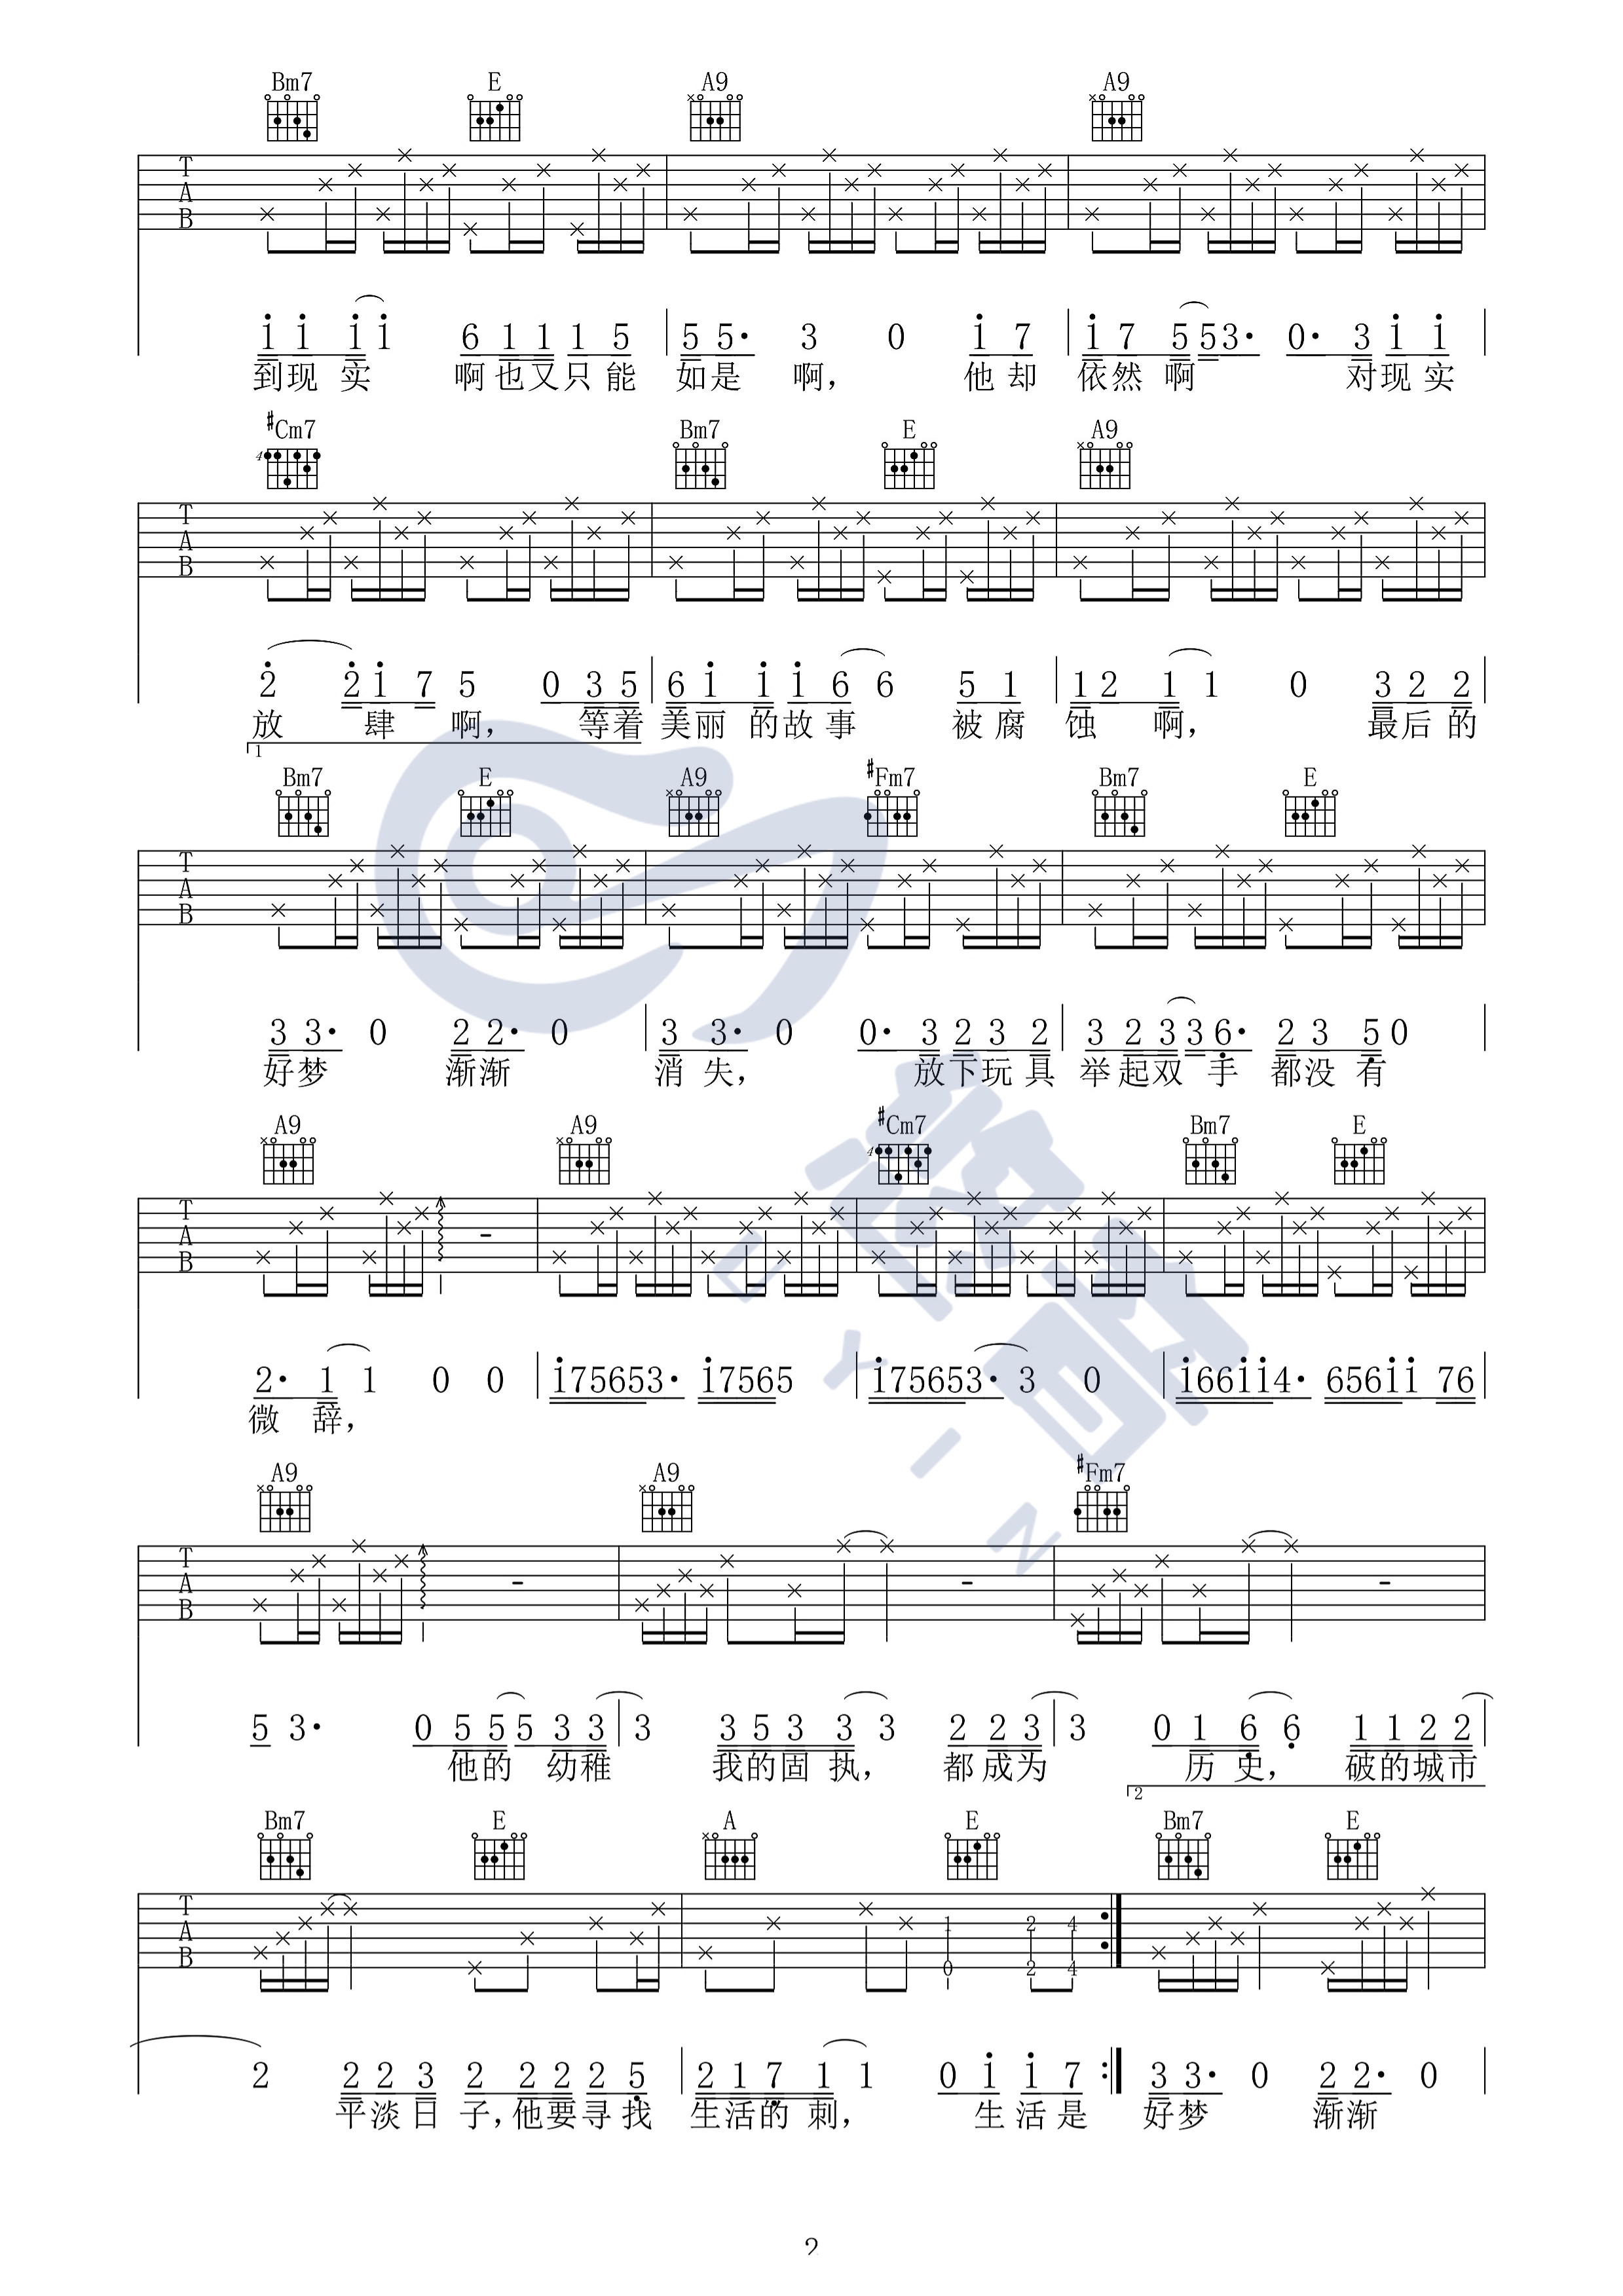 Bm7 E A9 A9
T A B
i i i i 6 1 1 1 5 5 5· 3 0 i 7 i 7 5 5 3· 0· 3 i i
到现 实 啊也又只能 如是 啊， 他却 依然 啊 对现实
#Cm7 Bm7 E A9
4
T A B
2 2 i 7 5 0 3 5 6 i i i 6 6 5 1 1 2 1 1 0 3 2 2
放 肆 啊， 等着 美丽 的故事 被腐 蚀 啊， 最后的
1
Bm7 E A9 #Fm7 Bm7 E
T A B
3 3· 0 2 2· 0 3 3· 0 0· 3 2 3 2 3 2 3 3 6· 2 3 5 0
好梦 渐渐 消 失， 放下玩具 举起双 手 都没 有
A9 A9 #Cm7 Bm7 E
4
T A B
2· 1 1 0 0 i75653· i7565 i75653· 3 0 i66ii4· 656ii 76
微 辞，
A9 A9 #Fm7
T A B
5 3· 0 5 5 5 3 3 3 3 5 3 3 3 2 2 3 3 0 1 6 6 1 1 2 2
他的 幼稚 我的固 执， 都成为 历 史， 破的城市
2
Bm7 E A E Bm7 E
T A B
1 2 4
0 2 4
2 2 2 3 2 2 2 2 5 2 1 7 1 1 0 i i 7 3 3· 0 2 2· 0
平淡日 子，他要寻找 生活的 刺， 生 活是 好梦 渐渐
2
悠音
U Y I N